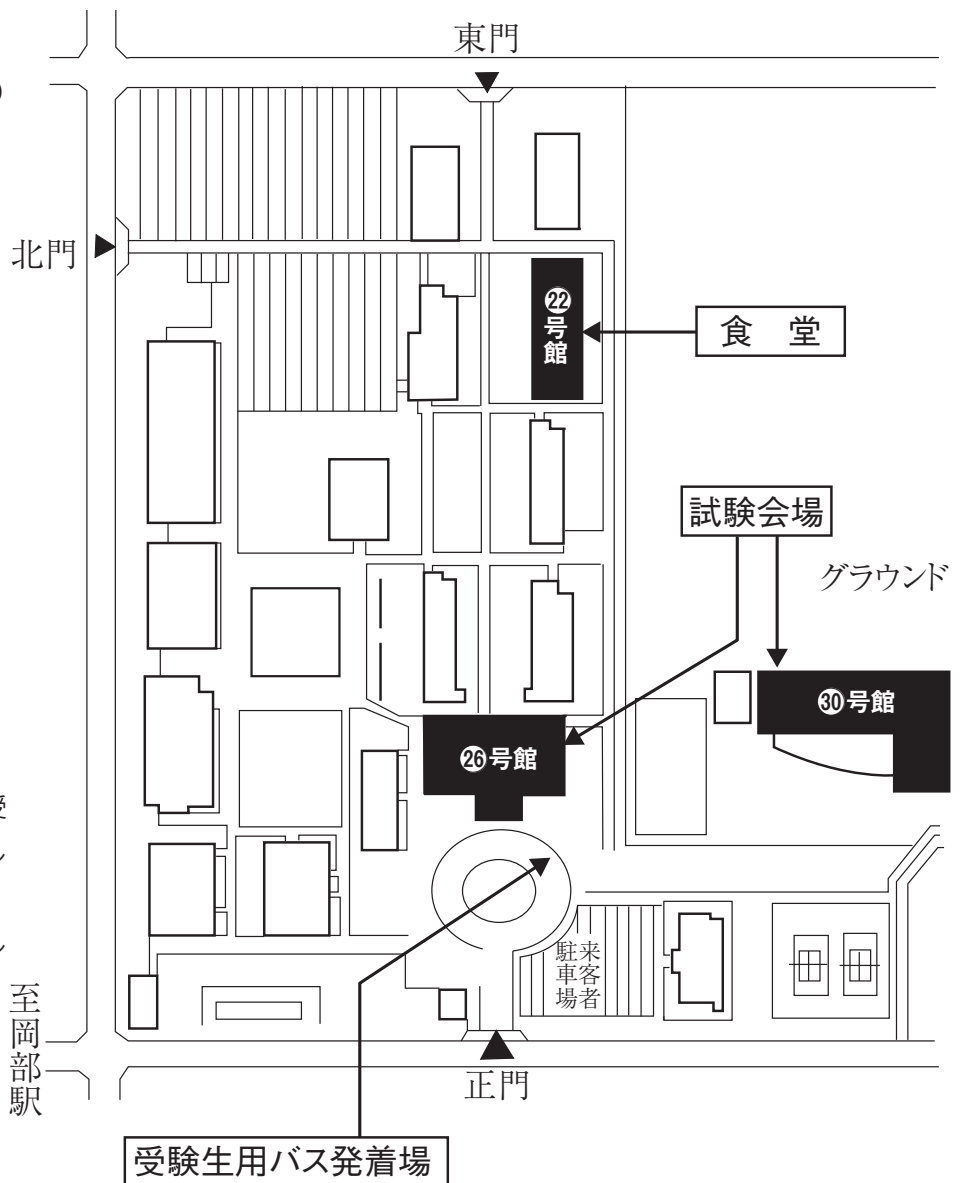 東門
北門
㉒号館
食 堂
試験会場
グラウンド
㉚号館
㉖号館
来客者
駐車場
至岡部駅
正門
受験生用バス発着場